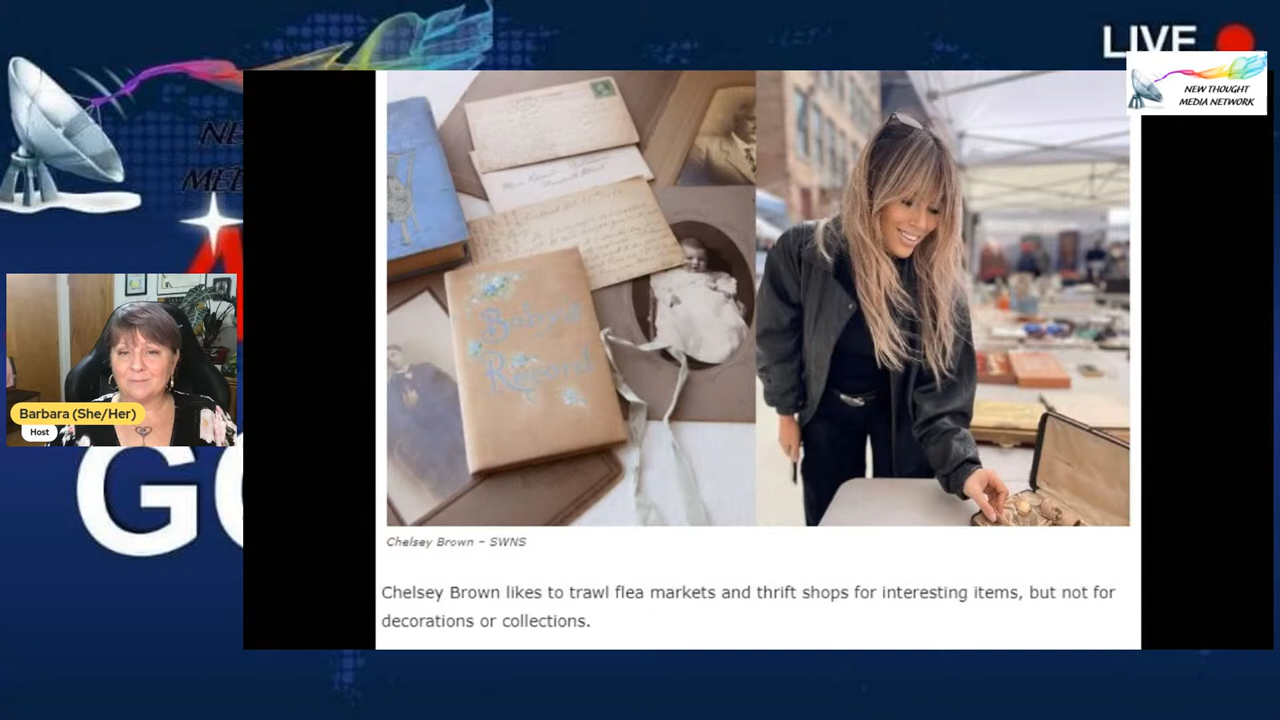 LIVE
NEW THOUGHT
MEDIA NETWORK
Baby's
Record
Barbara (She/Her)
Host
GO
Chelsey Brown – SWNS
Chelsey Brown likes to trawl flea markets and thrift shops for interesting items, but not for
decorations or collections.